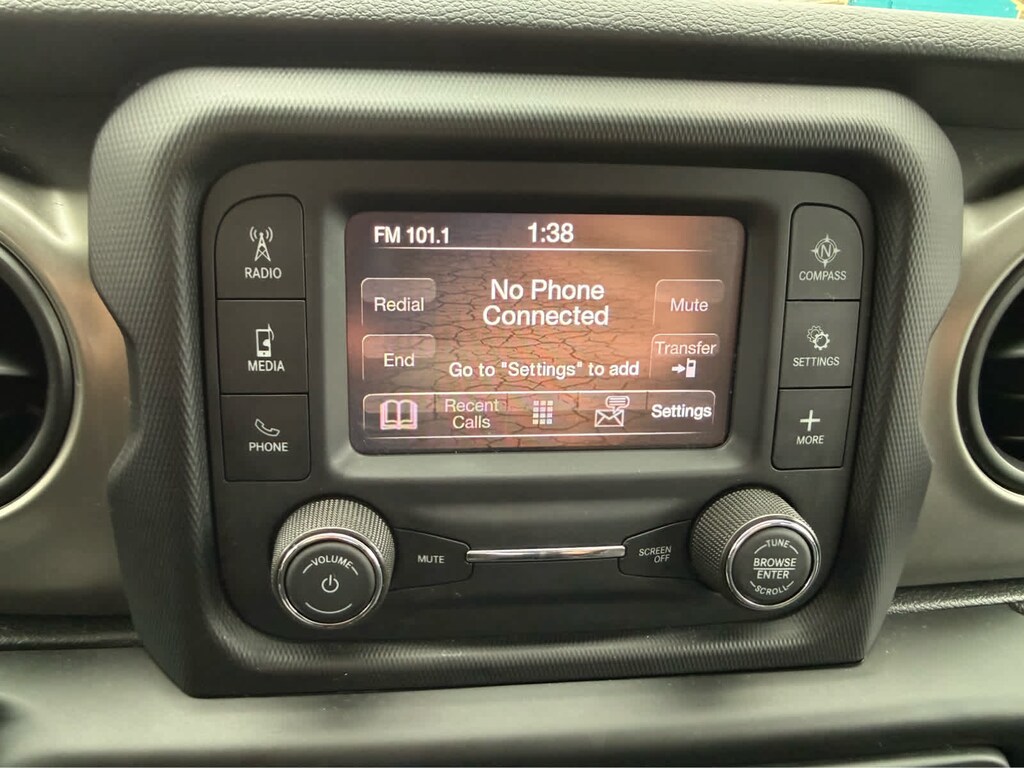 FM 101.1
1:38
No Phone
Connected
Redial
Mute
End
Transfer
Go to "Settings" to add
Recent
Calls
Settings
RADIO
MEDIA
PHONE
N
COMPASS
SETTINGS
MORE
VOLUME
MUTE
SCREEN
OFF
TUNE
BROWSE
ENTER
SCROLL